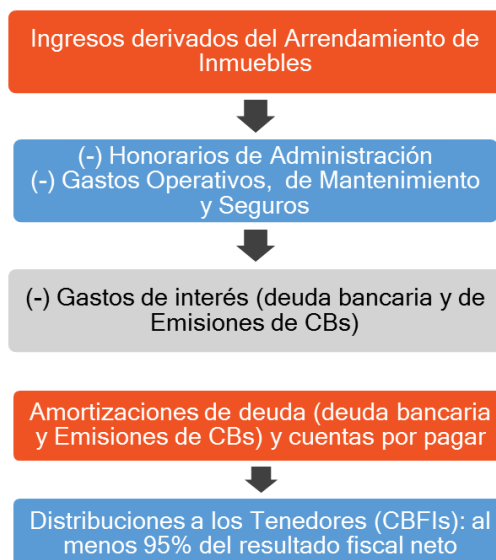 Ingresos derivados del Arrendamiento de
Inmuebles
(-) Honorarios de Administración
(-) Gastos Operativos, de Mantenimiento
y Seguros
(-) Gastos de interés (deuda bancaria y de
Emisiones de CBs)
Amortizaciones de deuda (deuda bancaria
y Emisiones de CBs) y cuentas por pagar
Distribuciones a los Tenedores (CBFIs): al
menos 95% del resultado fiscal neto